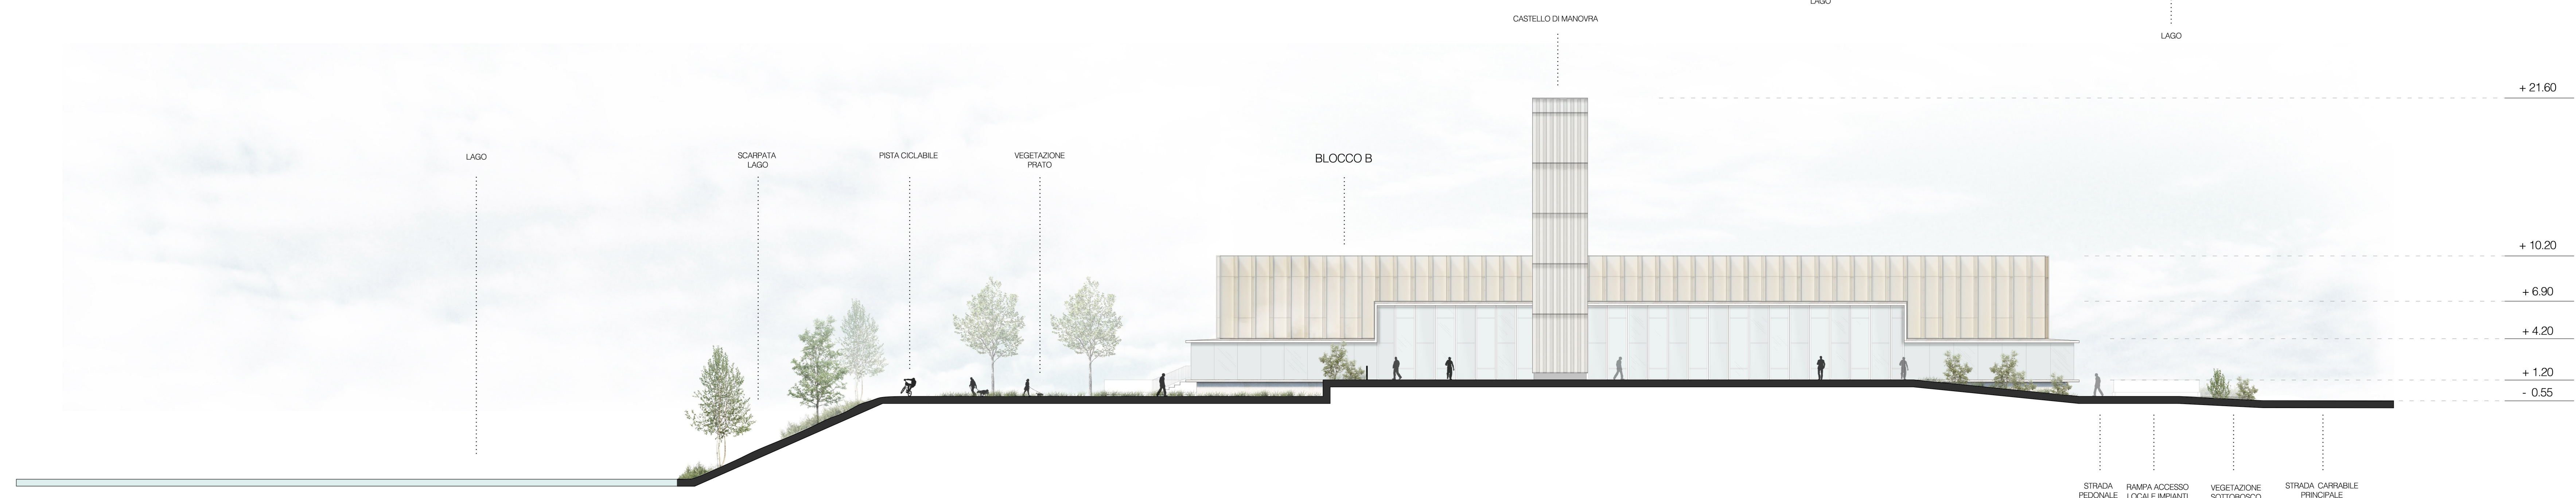 LAGO
CASTELLO DI MANOVRA
LAGO
+ 21.60
LAGO
SCARPATA
LAGO
PISTA CICLABILE
VEGETAZIONE
PRATO
BLOCCO B
+ 10.20
+ 6.90
+ 4.20
+ 1.20
- 0.55
STRADA
PEDONALE
RAMPA ACCESSO
LOCALE IMPIANTI
VEGETAZIONE
SOTTOBOSCO
STRADA CARRABILE
PRINCIPALE